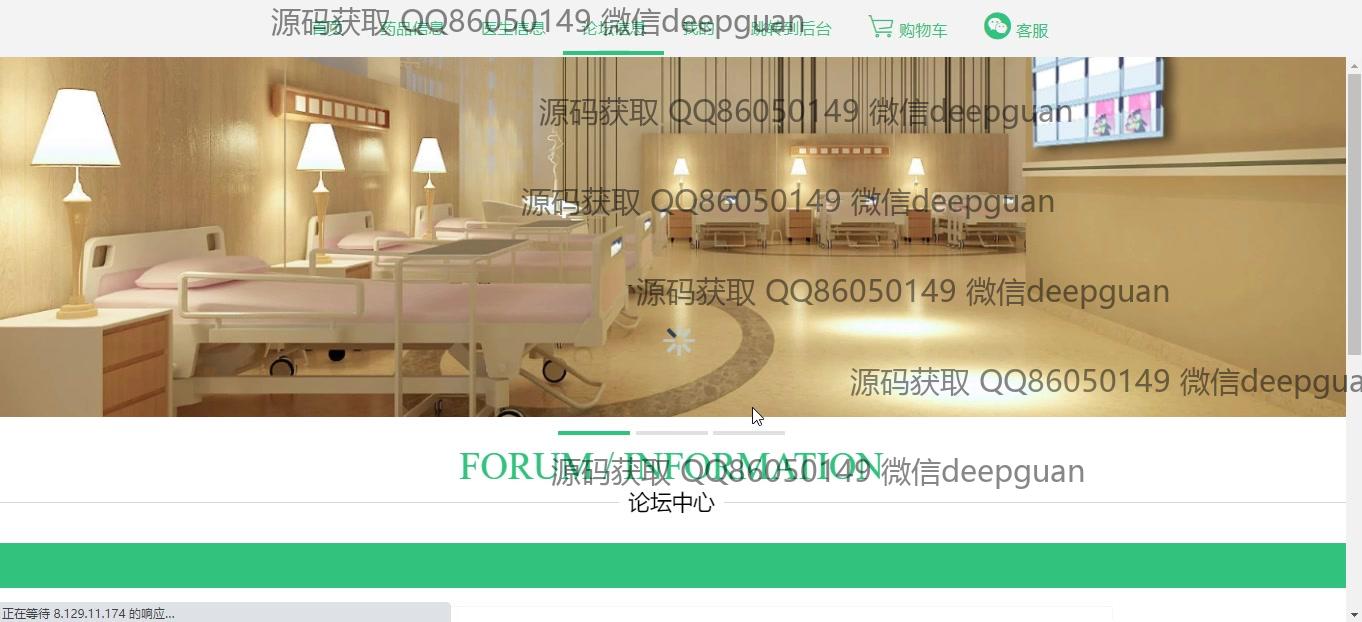 源码获取 QQ86050149 微信deepguan
首页 药品信息 医生信息 论坛信息 我的 跳转到后台 购物车 客服
源码获取 QQ86050149 微信deepguan
源码获取 QQ86050149 微信deepguan
源码获取 QQ86050149 微信deepguan
源码获取 QQ86050149 微信deepgua
FORUM / INFORMATION
源码获取 QQ86050149 微信deepguan
论坛中心
正在等待 8.129.11.174 的响应...